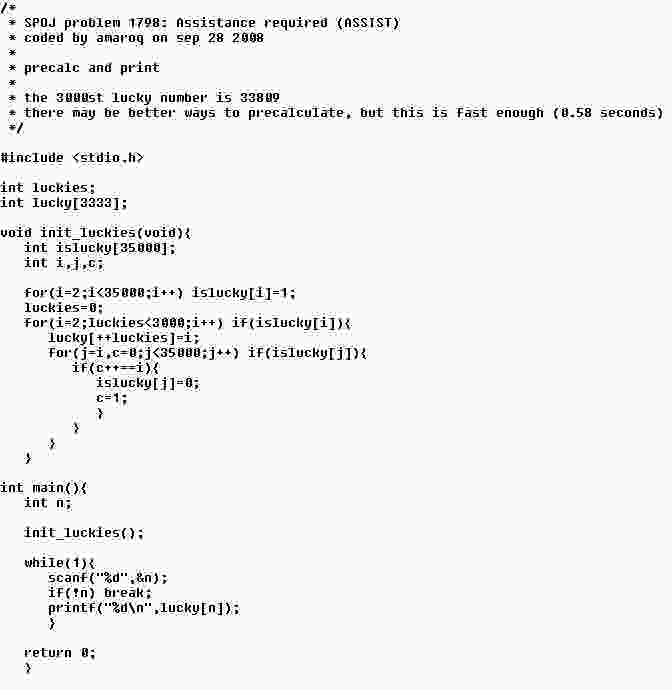 /*
 * SPOJ problem 1798: Assistance required (ASSIST)
 * coded by amaroq on sep 28 2008
 *
 * precalc and print
 *
 * the 3000st lucky number is 33809
 * there may be better ways to precalculate, but this is fast enough (0.58 seconds)
 */

#include <stdio.h>

int luckies;
int lucky[3333];

void init_luckies(void){
   int islucky[35000];
   int i,j,c;

   for(i=2;i<35000;i++) islucky[i]=1;
   luckies=0;
   for(i=2;luckies<3000;i++) if(islucky[i]){
      lucky[++luckies]=i;
      for(j=i,c=0;j<35000;j++) if(islucky[j]){
         if(c++==i){
            islucky[j]=0;
            c=1;
            }
         }
      }
   }

int main(){
   int n;

   init_luckies();

   while(1){
      scanf("%d",&n);
      if(!n) break;
      printf("%d\n",lucky[n]);
      }

   return 0;
   }